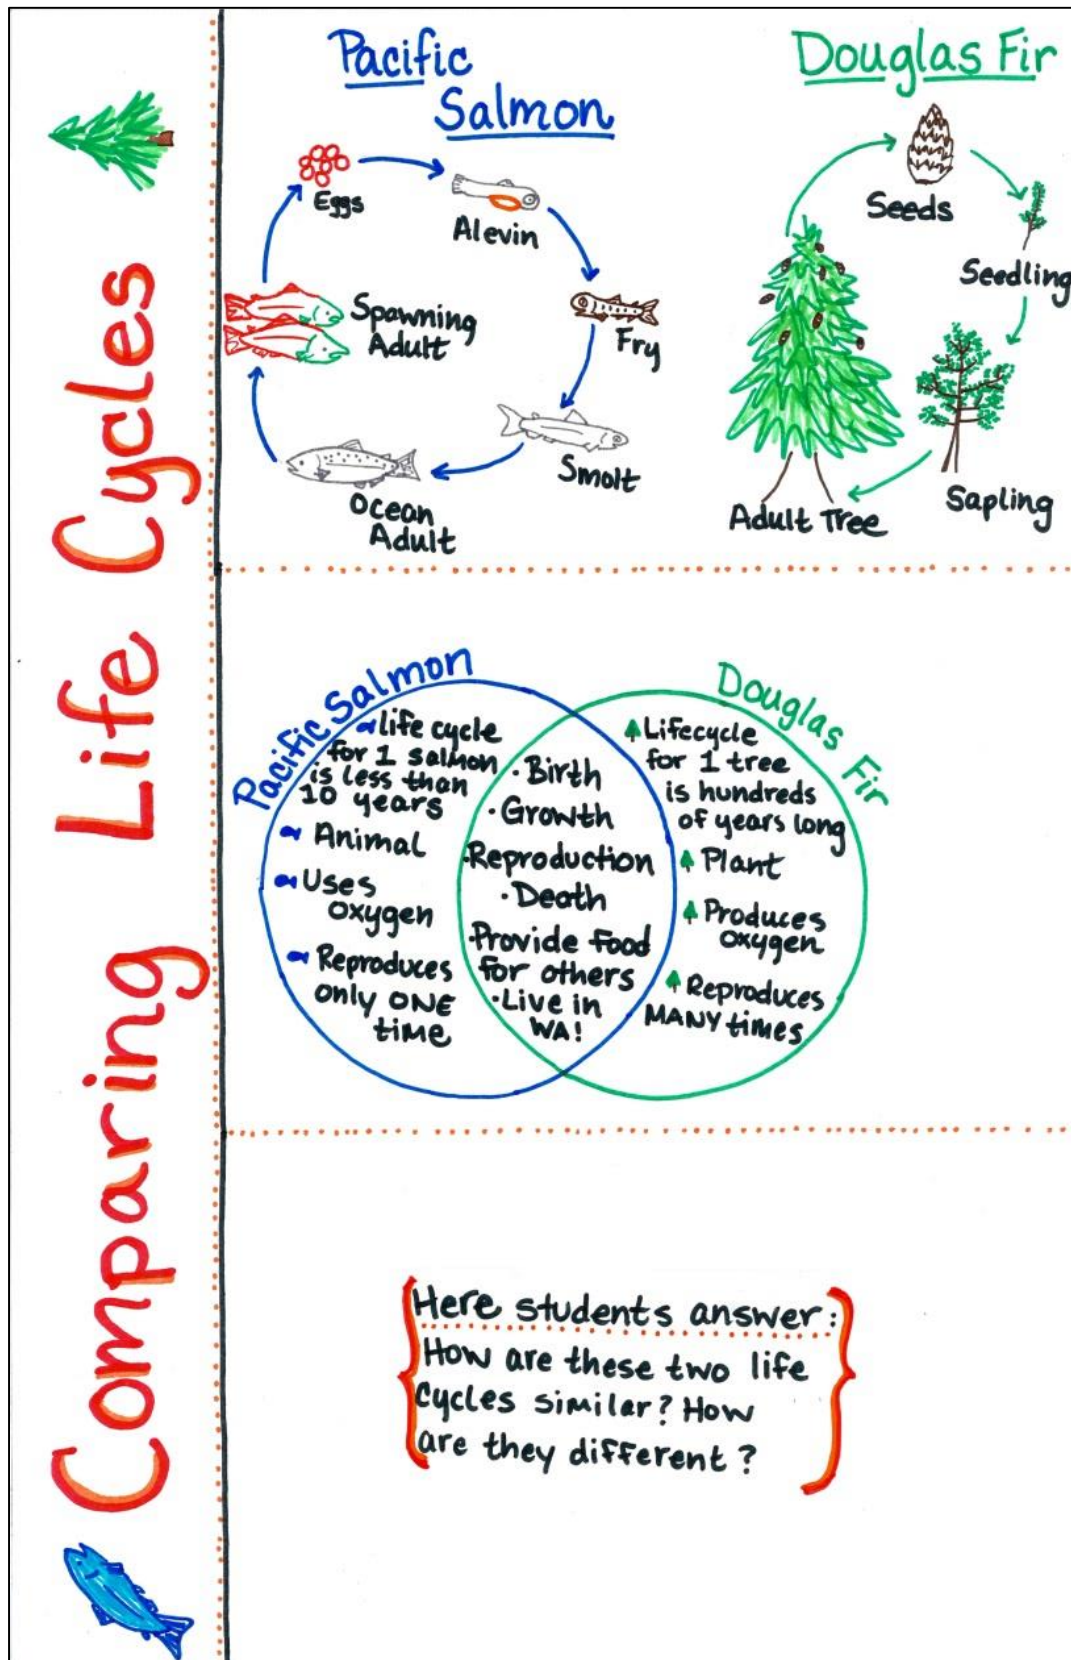 Comparing Life Cycles
Pacific
Salmon
Eggs
Alevin
Fry
Smolt
Ocean
Adult
Spawning
Adult
Douglas Fir
Seeds
Seedling
Sapling
Adult Tree
Pacific Salmon
life cycle
for 1 salmon
is less than
10 years
Animal
Uses
oxygen
Reproduces
only ONE
time
· Birth
· Growth
· Reproduction
· Death
· Provide food
for others
· Live in
WA!
Douglas Fir
Lifecycle
for 1 tree
is hundreds
of years long
Plant
Produces
oxygen
Reproduces
MANY times
Here students answer:
How are these two life
cycles similar? How
are they different?